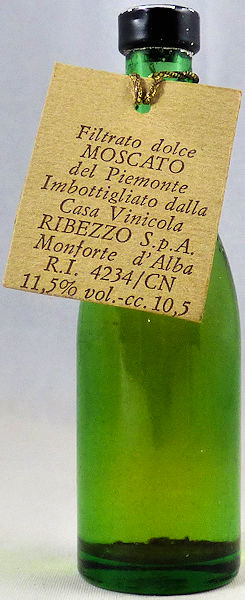 Filtrato dolce
MOSCATO
del Piemonte
Imbottigliato dalla
Casa Vinicola
RIBEZZO S.p.A.
Monforte d'Alba
R.I. 4234/CN
11,5% vol.-cc. 10,5